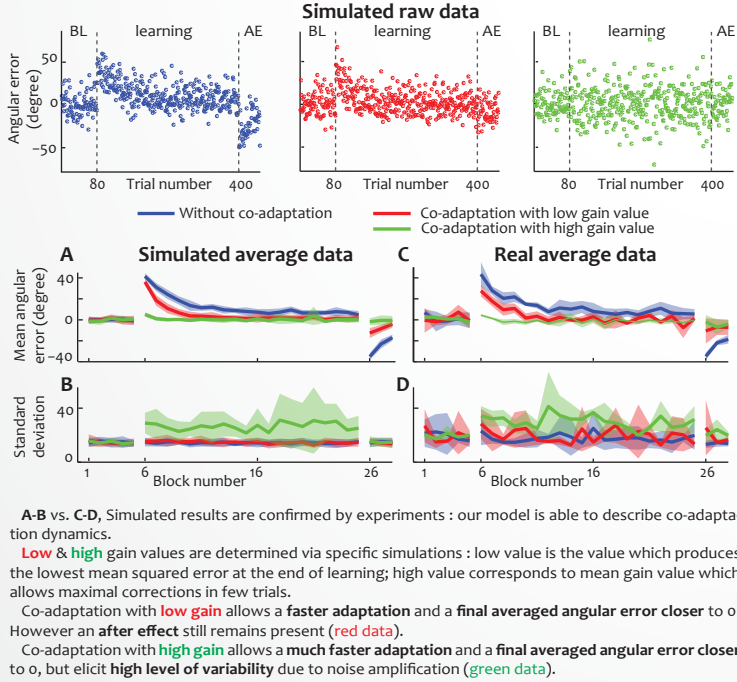 Simulated raw data
BL learning AE
BL learning AE
BL learning AE
Angular error
(degree)
50
0
−50
80 Trial number 400
80 Trial number 400
80 Trial number 400
Without co-adaptation
Co-adaptation with low gain value
Co-adaptation with high gain value
A Simulated average data
C Real average data
Mean angular
error (degree)
40
0
−40
B
D
Standard
deviation
40
0
1 6 16 26
Block number
1 6 16 26
Block number
A-B vs. C-D, Simulated results are confirmed by experiments : our model is able to describe co-adapta-
tion dynamics.
Low & high gain values are determined via specific simulations : low value is the value which produces
the lowest mean squared error at the end of learning; high value corresponds to mean gain value which
allows maximal corrections in few trials.
Co-adaptation with low gain allows a faster adaptation and a final averaged angular error closer to 0.
However an after effect still remains present (red data).
Co-adaptation with high gain allows a much faster adaptation and a final averaged angular error closer
to 0, but elicit high level of variability due to noise amplification (green data).